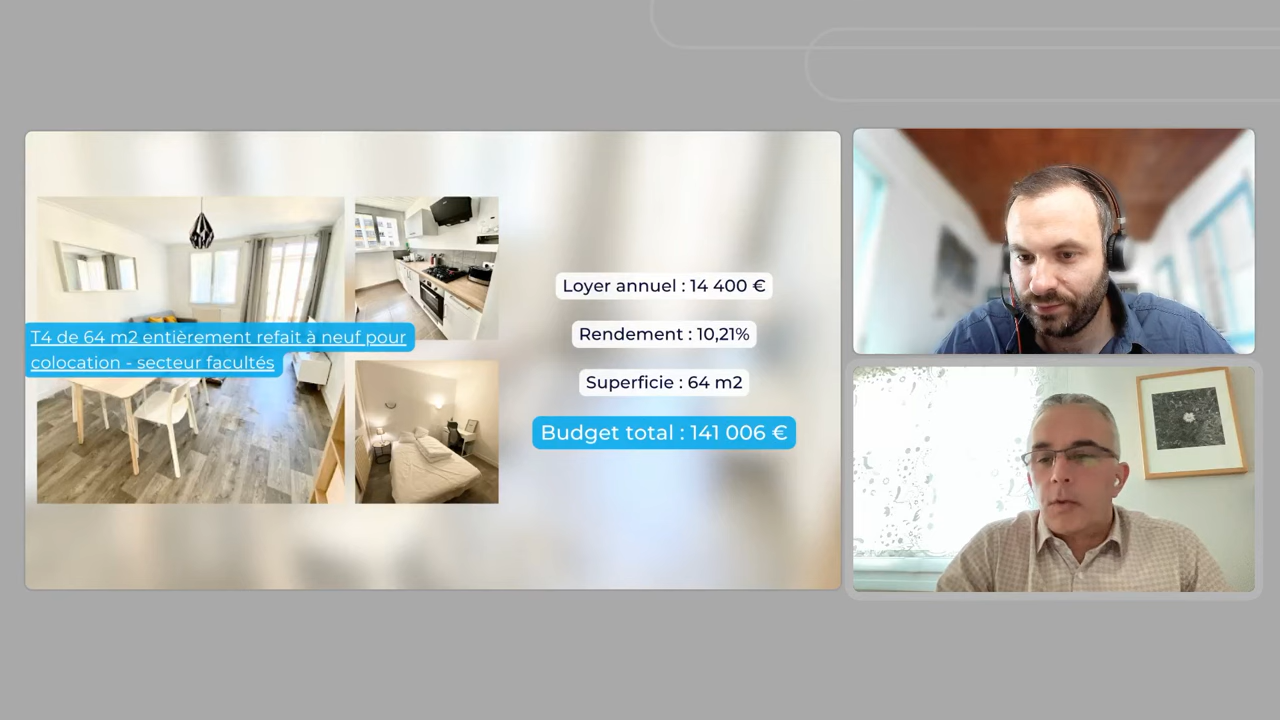 T4 de 64 m2 entièrement refait à neuf pour
colocation - secteur facultés
Loyer annuel : 14 400 €
Rendement : 10,21%
Superficie : 64 m2
Budget total : 141 006 €